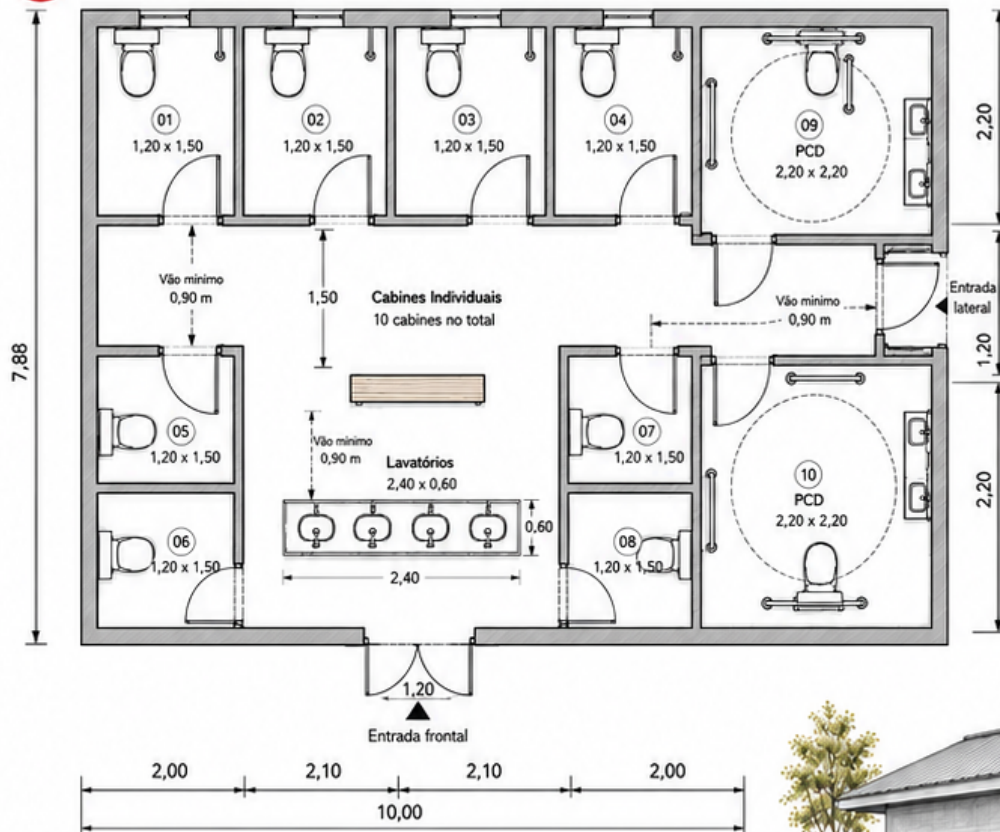 01
1,20 x 1,50
02
1,20 x 1,50
03
1,20 x 1,50
04
1,20 x 1,50
09
PCD
2,20 x 2,20
2,20
Vão mínimo
0,90 m
1,50
Cabines Individuais
10 cabines no total
Vão mínimo
0,90 m
Entrada
lateral
1,20
7,88
05
1,20 x 1,50
Vão mínimo
0,90 m
Lavatórios
2,40 x 0,60
07
1,20 x 1,50
10
PCD
2,20 x 2,20
2,20
06
1,20 x 1,50
0,60
08
1,20 x 1,50
2,40
1,20
Entrada frontal
2,00
2,10
2,10
2,00
10,00